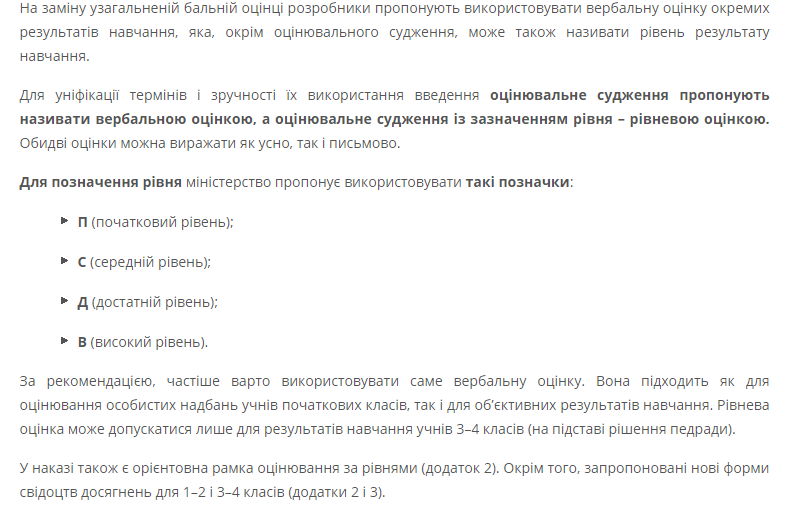 На заміну узагальненій бальній оцінці розробники пропонують використовувати вербальну оцінку окремих
результатів навчання, яка, окрім оцінювального судження, може також називати рівень результату
навчання.
Для уніфікації термінів і зручності їх використання введення оцінювальне судження пропонують
називати вербальною оцінкою, а оцінювальне судження із зазначенням рівня – рівневою оцінкою.
Обидві оцінки можна виражати як усно, так і письмово.
Для позначення рівня міністерство пропонує використовувати такі позначки:
П (початковий рівень);
С (середній рівень);
Д (достатній рівень);
В (високий рівень).
За рекомендацією, частіше варто використовувати саме вербальну оцінку. Вона підходить як для
оцінювання особистих надбань учнів початкових класів, так і для об’єктивних результатів навчання. Рівнева
оцінка може допускатися лише для результатів навчання учнів 3–4 класів (на підставі рішення педради).
У наказі також є орієнтовна рамка оцінювання за рівнями (додаток 2). Окрім того, запропоновані нові форми
свідоцтв досягнень для 1–2 і 3–4 класів (додатки 2 і 3).